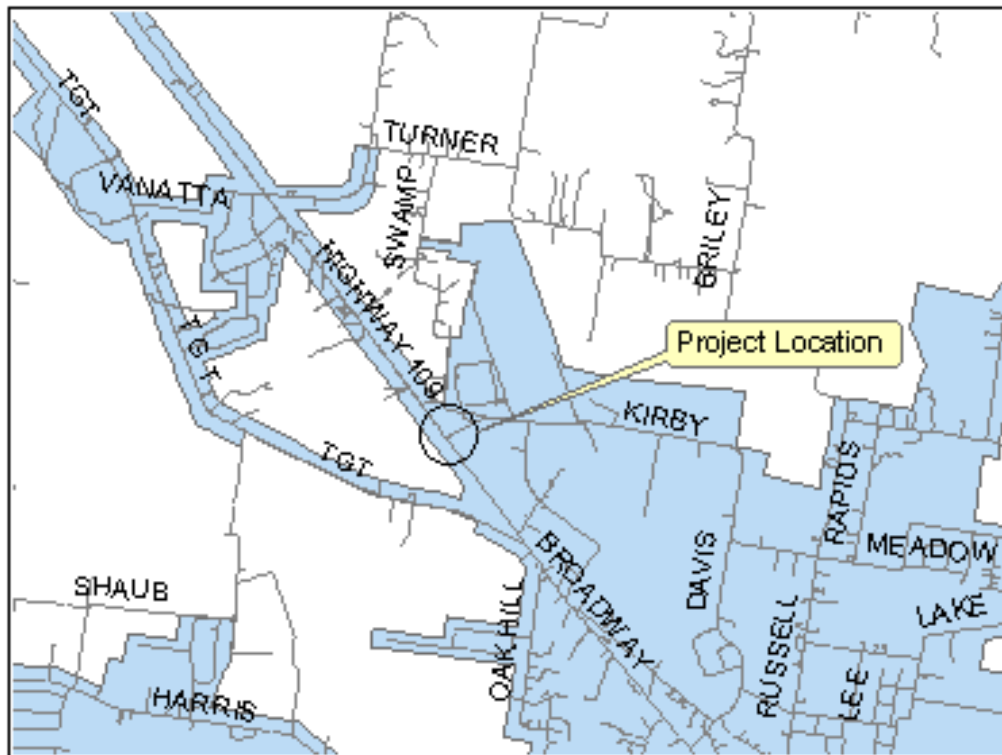 TGT
TURNER
VANATTA
SWAMP
BRILEY
HIGHWAY 109
TGT
Project Location
KIRBY
TGT
RAPIDS
MEADOW
BROADWAY
DAVIS
SHAUB
OAK HILL
RUSSELL
LAKE
LEE
HARRIS